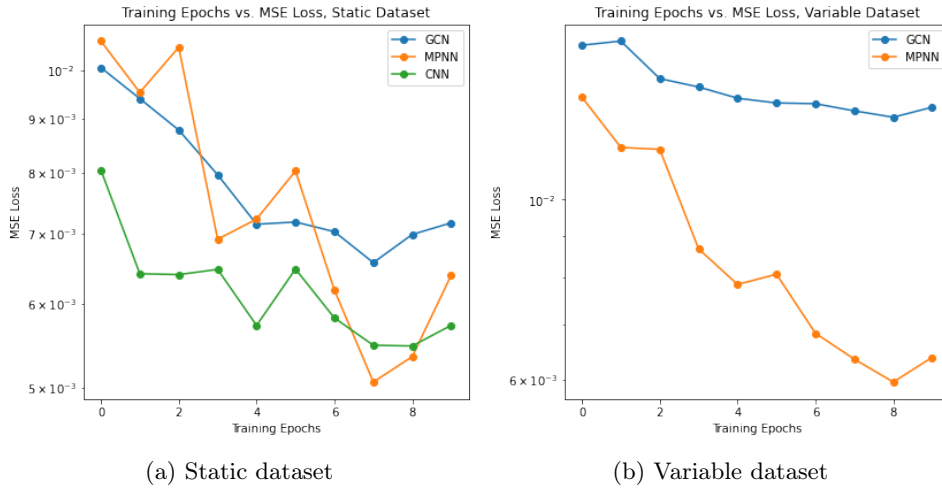 Training Epochs vs. MSE Loss, Static Dataset
GCN
MPNN
CNN
10⁻²
9 × 10⁻³
8 × 10⁻³
7 × 10⁻³
6 × 10⁻³
5 × 10⁻³
MSE Loss
0 2 4 6 8
Training Epochs
(a) Static dataset
Training Epochs vs. MSE Loss, Variable Dataset
GCN
MPNN
10⁻²
6 × 10⁻³
MSE Loss
0 2 4 6 8
Training Epochs
(b) Variable dataset